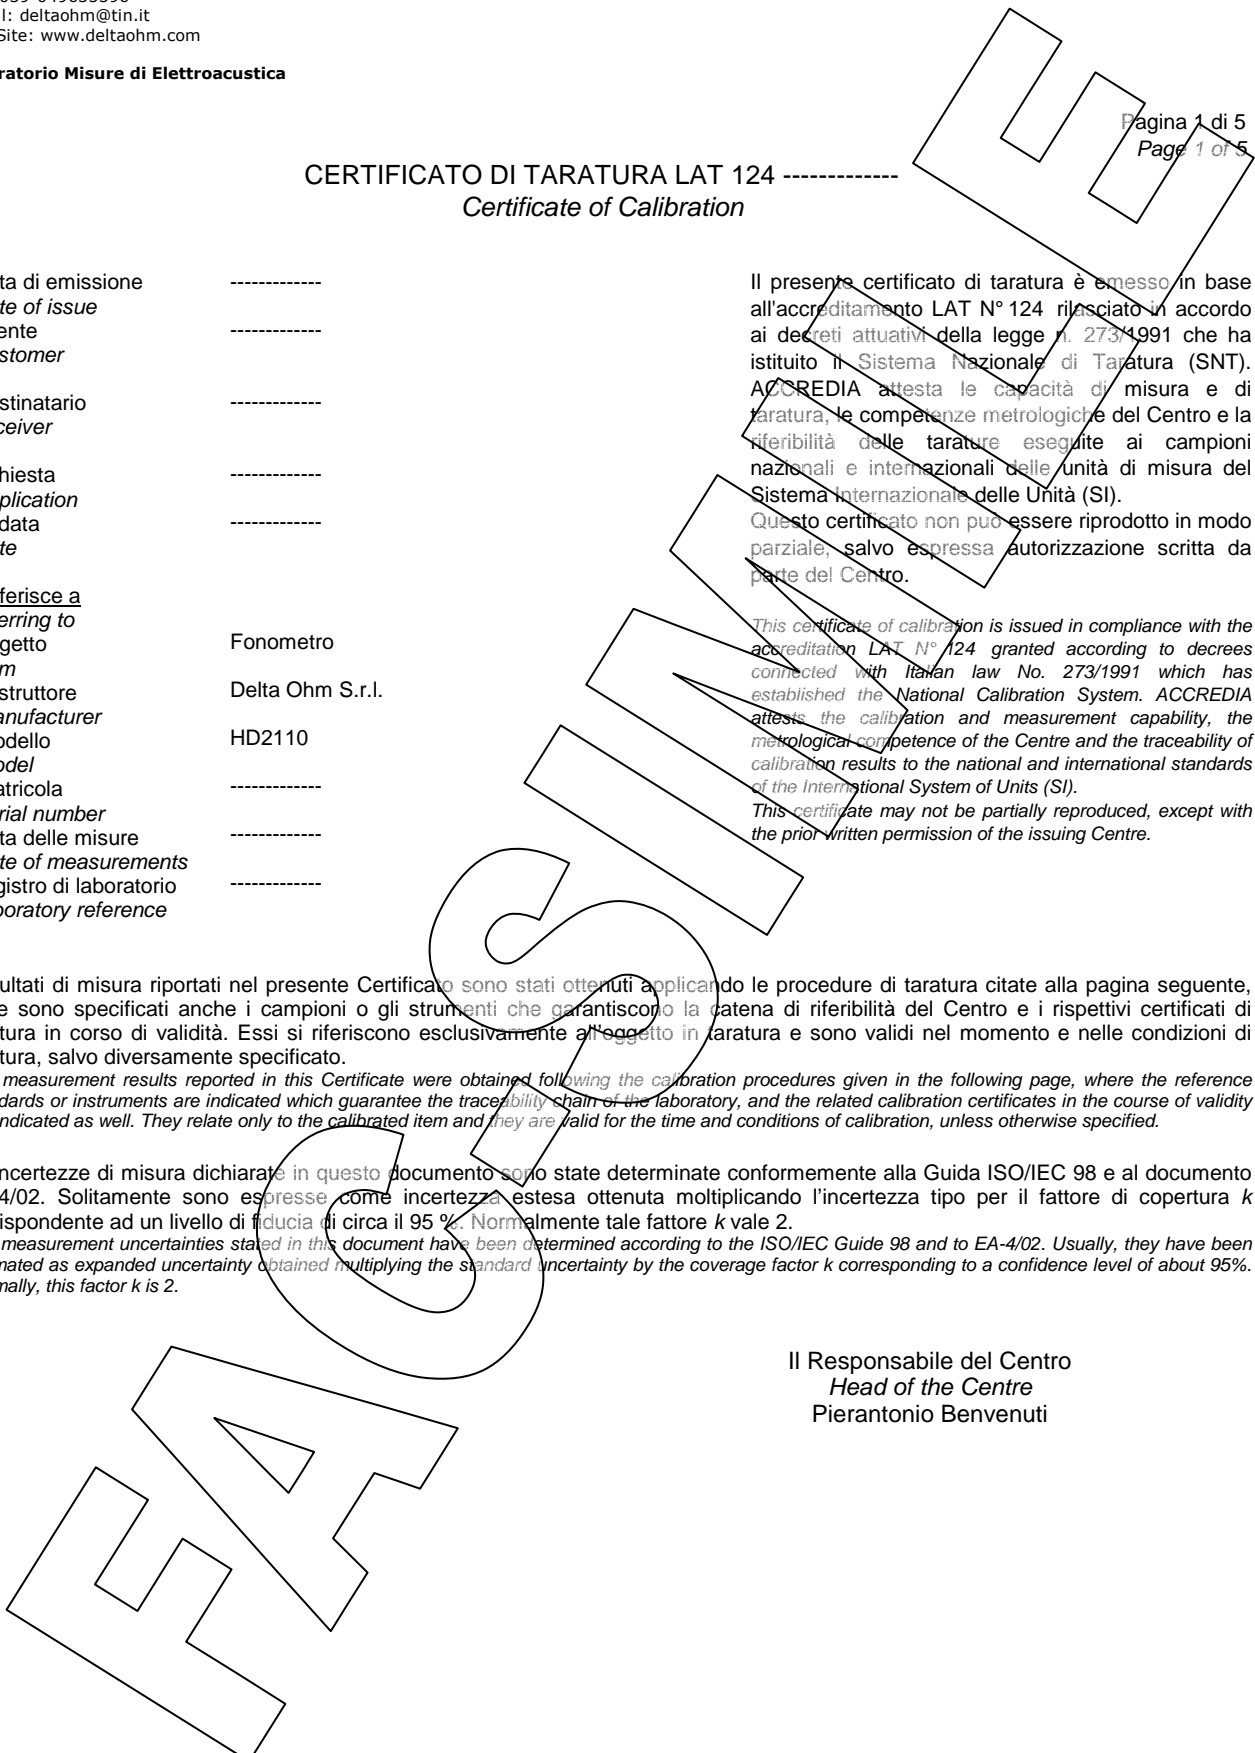 l: deltaohm@tin.it
Site: www.deltaohm.com
ratorio Misure di Elettroacustica
Pagina 1 di 5
Page 1 of 5
CERTIFICATO DI TARATURA LAT 124 -------------
Certificate of Calibration
ta di emissione -------------
te of issue
ente -------------
stomer
stinatario -------------
ceiver
hiesta -------------
plication
data -------------
te
ferisce a
erring to
getto Fonometro
m
struttore Delta Ohm S.r.l.
anufacturer
odello HD2110
odel
atricola -------------
rial number
ta delle misure -------------
te of measurements
gistro di laboratorio -------------
boratory reference
Il presente certificato di taratura è emesso in base
all'accreditamento LAT N° 124 rilasciato in accordo
ai decreti attuativi della legge n. 273/1991 che ha
istituito il Sistema Nazionale di Taratura (SNT).
ACCREDIA attesta le capacità di misura e di
taratura, le competenze metrologiche del Centro e la
riferibilità delle tarature eseguite ai campioni
nazionali e internazionali delle unità di misura del
Sistema Internazionale delle Unità (SI).
Questo certificato non può essere riprodotto in modo
parziale, salvo espressa autorizzazione scritta da
parte del Centro.
This certificate of calibration is issued in compliance with the
accreditation LAT N° 124 granted according to decrees
connected with Italian law No. 273/1991 which has
established the National Calibration System. ACCREDIA
attests the calibration and measurement capability, the
metrological competence of the Centre and the traceability of
calibration results to the national and international standards
of the International System of Units (SI).
This certificate may not be partially reproduced, except with
the prior written permission of the issuing Centre.
ultati di misura riportati nel presente Certificato sono stati ottenuti applicando le procedure di taratura citate alla pagina seguente,
e sono specificati anche i campioni o gli strumenti che garantiscono la catena di riferibilità del Centro e i rispettivi certificati di
tura in corso di validità. Essi si riferiscono esclusivamente all'oggetto in taratura e sono validi nel momento e nelle condizioni di
tura, salvo diversamente specificato.
measurement results reported in this Certificate were obtained following the calibration procedures given in the following page, where the reference
dards or instruments are indicated which guarantee the traceability chain of the laboratory, and the related calibration certificates in the course of validity
indicated as well. They relate only to the calibrated item and they are valid for the time and conditions of calibration, unless otherwise specified.
ncertezze di misura dichiarate in questo documento sono state determinate conformemente alla Guida ISO/IEC 98 e al documento
4/02. Solitamente sono espresse come incertezza estesa ottenuta moltiplicando l'incertezza tipo per il fattore di copertura k
ispondente ad un livello di fiducia di circa il 95 %. Normalmente tale fattore k vale 2.
measurement uncertainties stated in this document have been determined according to the ISO/IEC Guide 98 and to EA-4/02. Usually, they have been
mated as expanded uncertainty obtained multiplying the standard uncertainty by the coverage factor k corresponding to a confidence level of about 95%.
mally, this factor k is 2.
Il Responsabile del Centro
Head of the Centre
Pierantonio Benvenuti
FAC-SIMILE